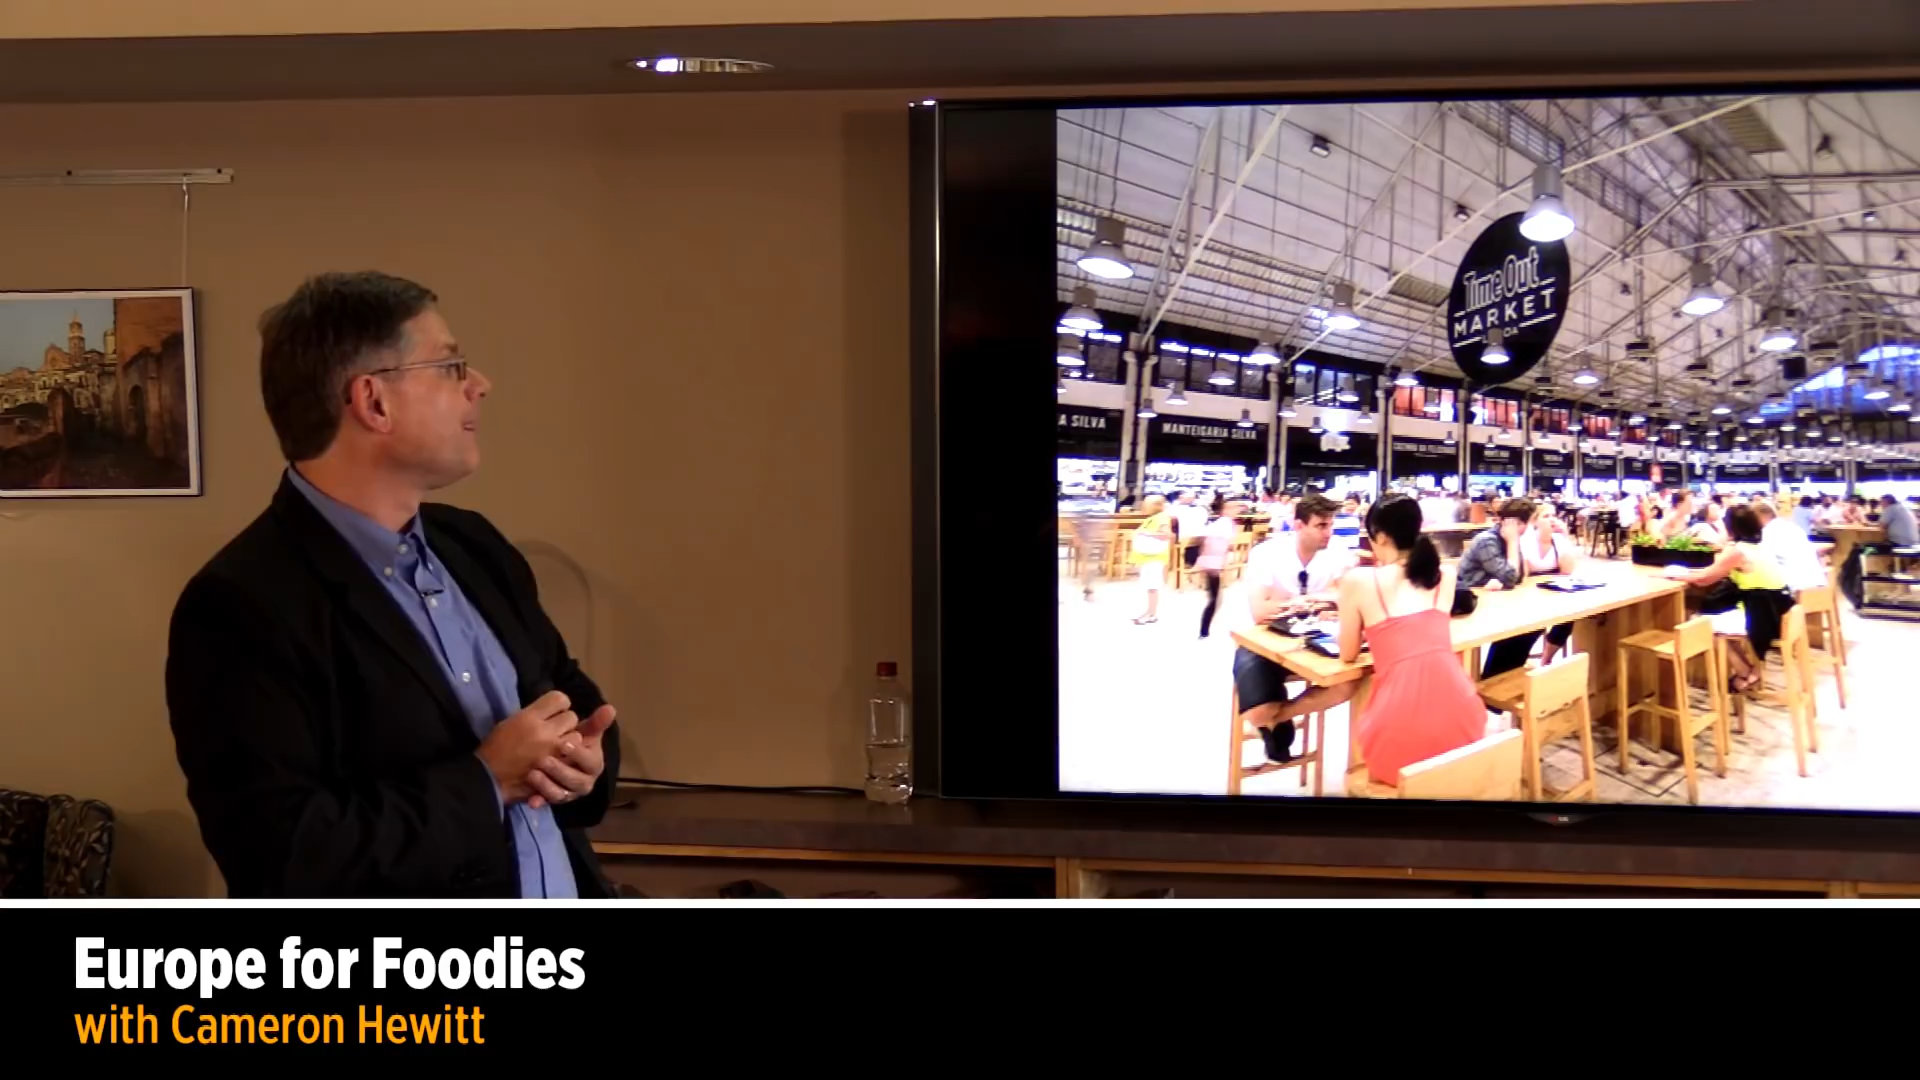 Time Out
MARKET
A SILVA
MANTEIGARIA SILVA
Europe for Foodies
with Cameron Hewitt